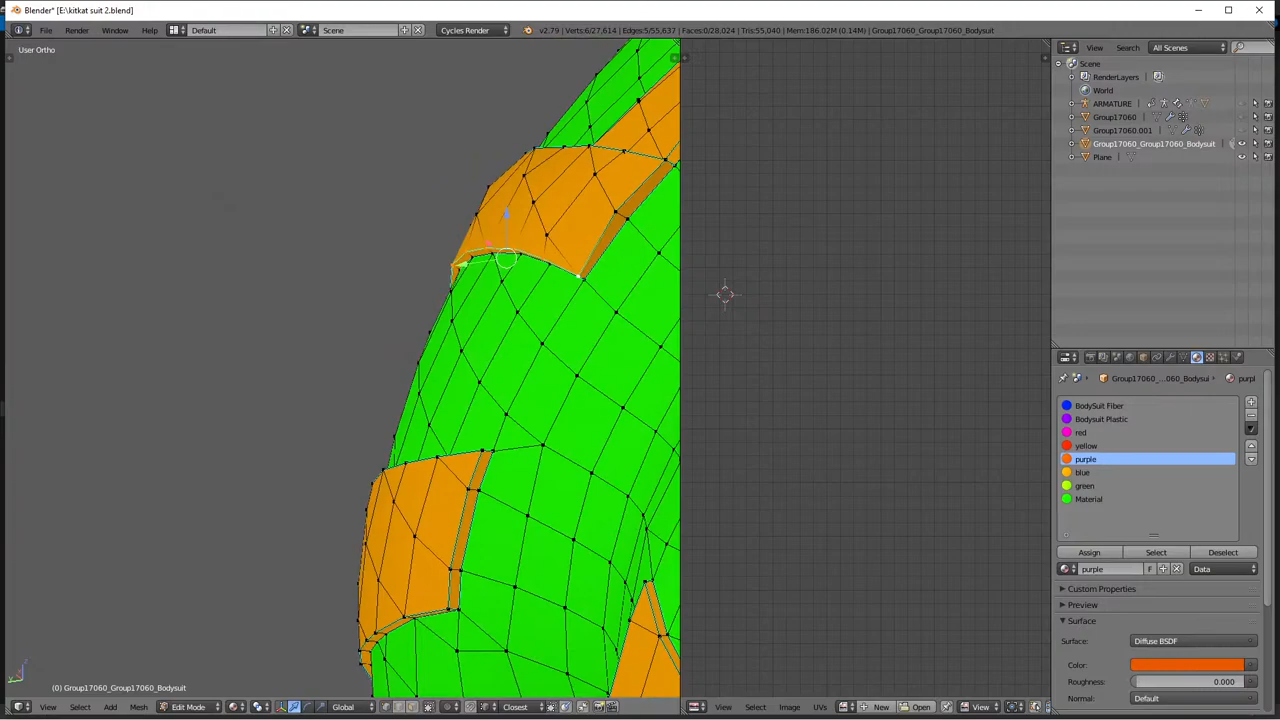 Blender* [E:\kitkat suit 2.blend]
File Render Window Help Default Scene Cycles Render v2.79 | Verts:6/27,614 | Edges:5/55,637 | Faces:0/28,024 | Tris:55,040 | Mem:186.02M (0.14M) | Group17060_Group17060_Bodysuit
View Search All Scenes
User Ortho
Scene
RenderLayers
World
ARMATURE
Group17060
Group17060.001
Group17060_Group17060_Bodysuit
Plane
Group17060_...060_Bodysui purpl
BodySuit Fiber
Bodysuit Plastic
red
yellow
purple
blue
green
Material
Assign Select Deselect
purple F Data
Custom Properties
Preview
Surface
Surface: Diffuse BSDF
Color:
Roughness: 0.000
Normal: Default
(0) Group17060_Group17060_Bodysuit
View Select Add Mesh Edit Mode Global Closest View Select Image UVs New Open View